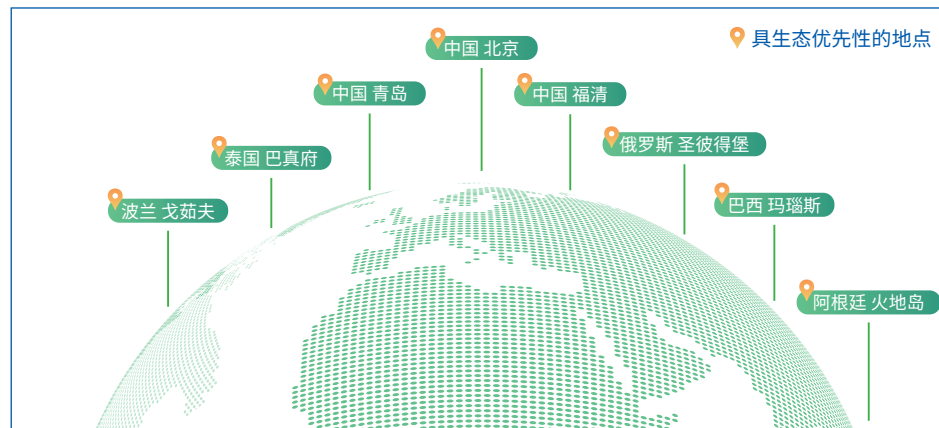 具生态优先性的地点
中国 北京
中国 青岛
中国 福清
泰国 巴真府
俄罗斯 圣彼得堡
波兰 戈茹夫
巴西 玛瑙斯
阿根廷 火地岛